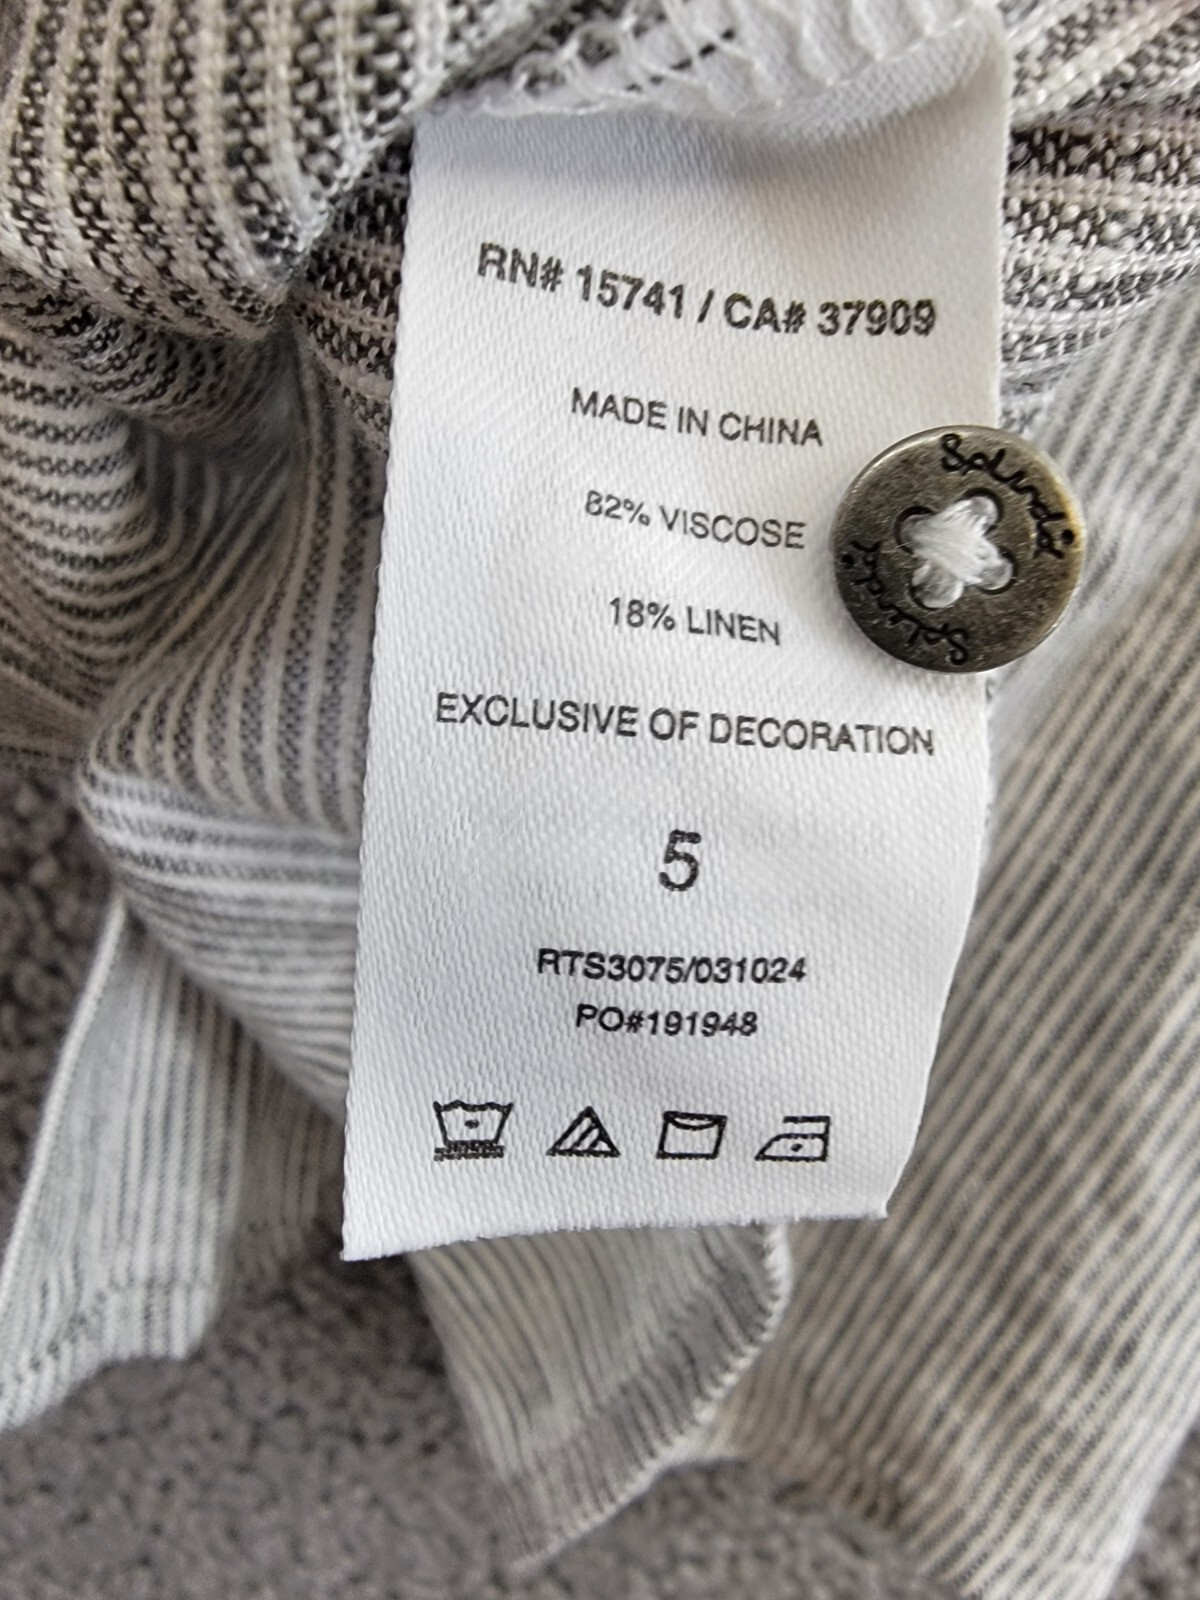 RN# 15741 / CA# 37909
MADE IN CHINA
82% VISCOSE
18% LINEN
EXCLUSIVE OF DECORATION
5
RTS3075/031024
PO#191948
Splendid
Splendid